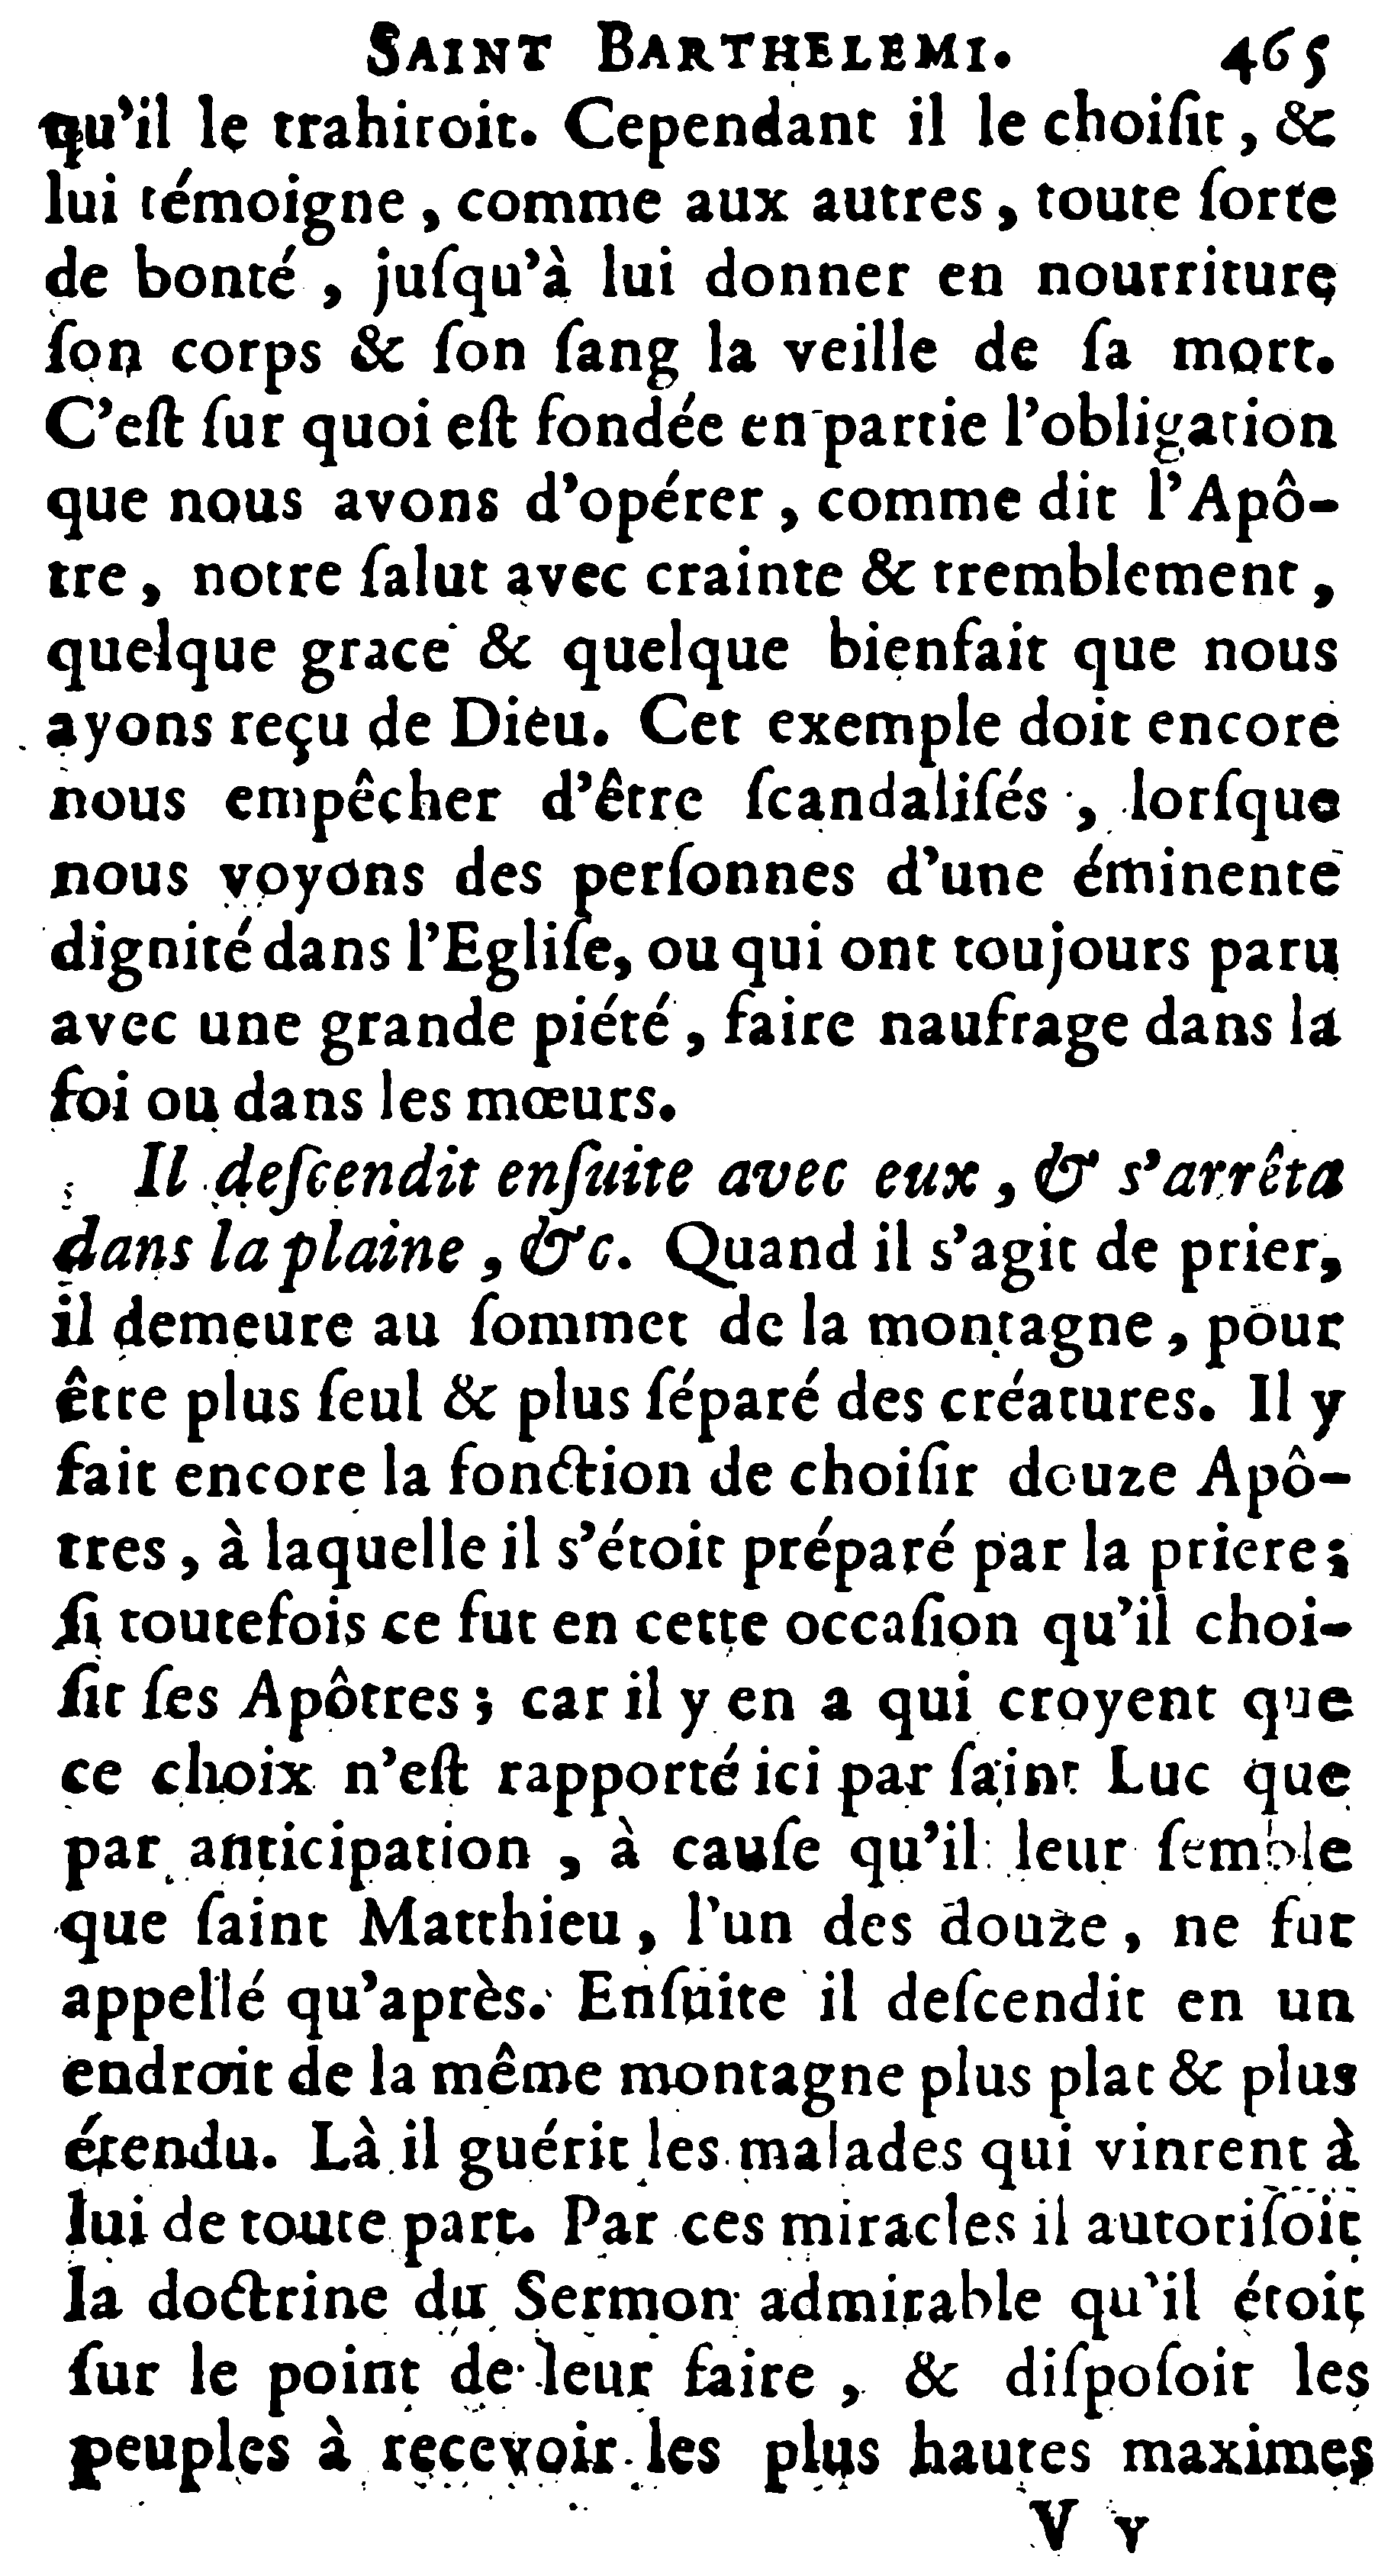 SAINT BARTHELEMI. 465
qu'il le trahiroit. Cependant il le choiſit, &
lui témoigne, comme aux autres, toute ſorte
de bonté, juſqu'à lui donner en nourriture
ſon corps & ſon ſang la veille de ſa mort.
C'eſt ſur quoi eſt fondée en partie l'obligation
que nous avons d'opérer, comme dit l'Apô-
tre, notre ſalut avec crainte & tremblement,
quelque grace & quelque bienfait que nous
ayons reçu de Dieu. Cet exemple doit encore
nous empêcher d'être ſcandaliſés, lorſque
nous voyons des perſonnes d'une éminente
dignité dans l'Egliſe, ou qui ont toujours paru
avec une grande piété, faire naufrage dans la
foi ou dans les mœurs.
Il deſcendit enſuite avec eux, & s'arrêta
dans la plaine, &c. Quand il s'agit de prier,
il demeure au ſommet de la montagne, pour
être plus ſeul & plus ſéparé des créatures. Il y
fait encore la fonction de choiſir douze Apô-
tres, à laquelle il s'étoit préparé par la priere;
ſi toutefois ce fut en cette occaſion qu'il choi-
ſit ſes Apôtres; car il y en a qui croyent que
ce choix n'eſt rapporté ici par ſaint Luc que
par anticipation, à cauſe qu'il leur ſemble
que ſaint Matthieu, l'un des douze, ne fut
appellé qu'après. Enſuite il deſcendit en un
endroit de la même montagne plus plat & plus
étendu. Là il guérit les malades qui vinrent à
lui de toute part. Par ces miracles il autoriſoit
la doctrine du Sermon admirable qu'il étoit
ſur le point de leur faire, & diſpoſoit les
peuples à recevoir les plus hautes maximes
V v